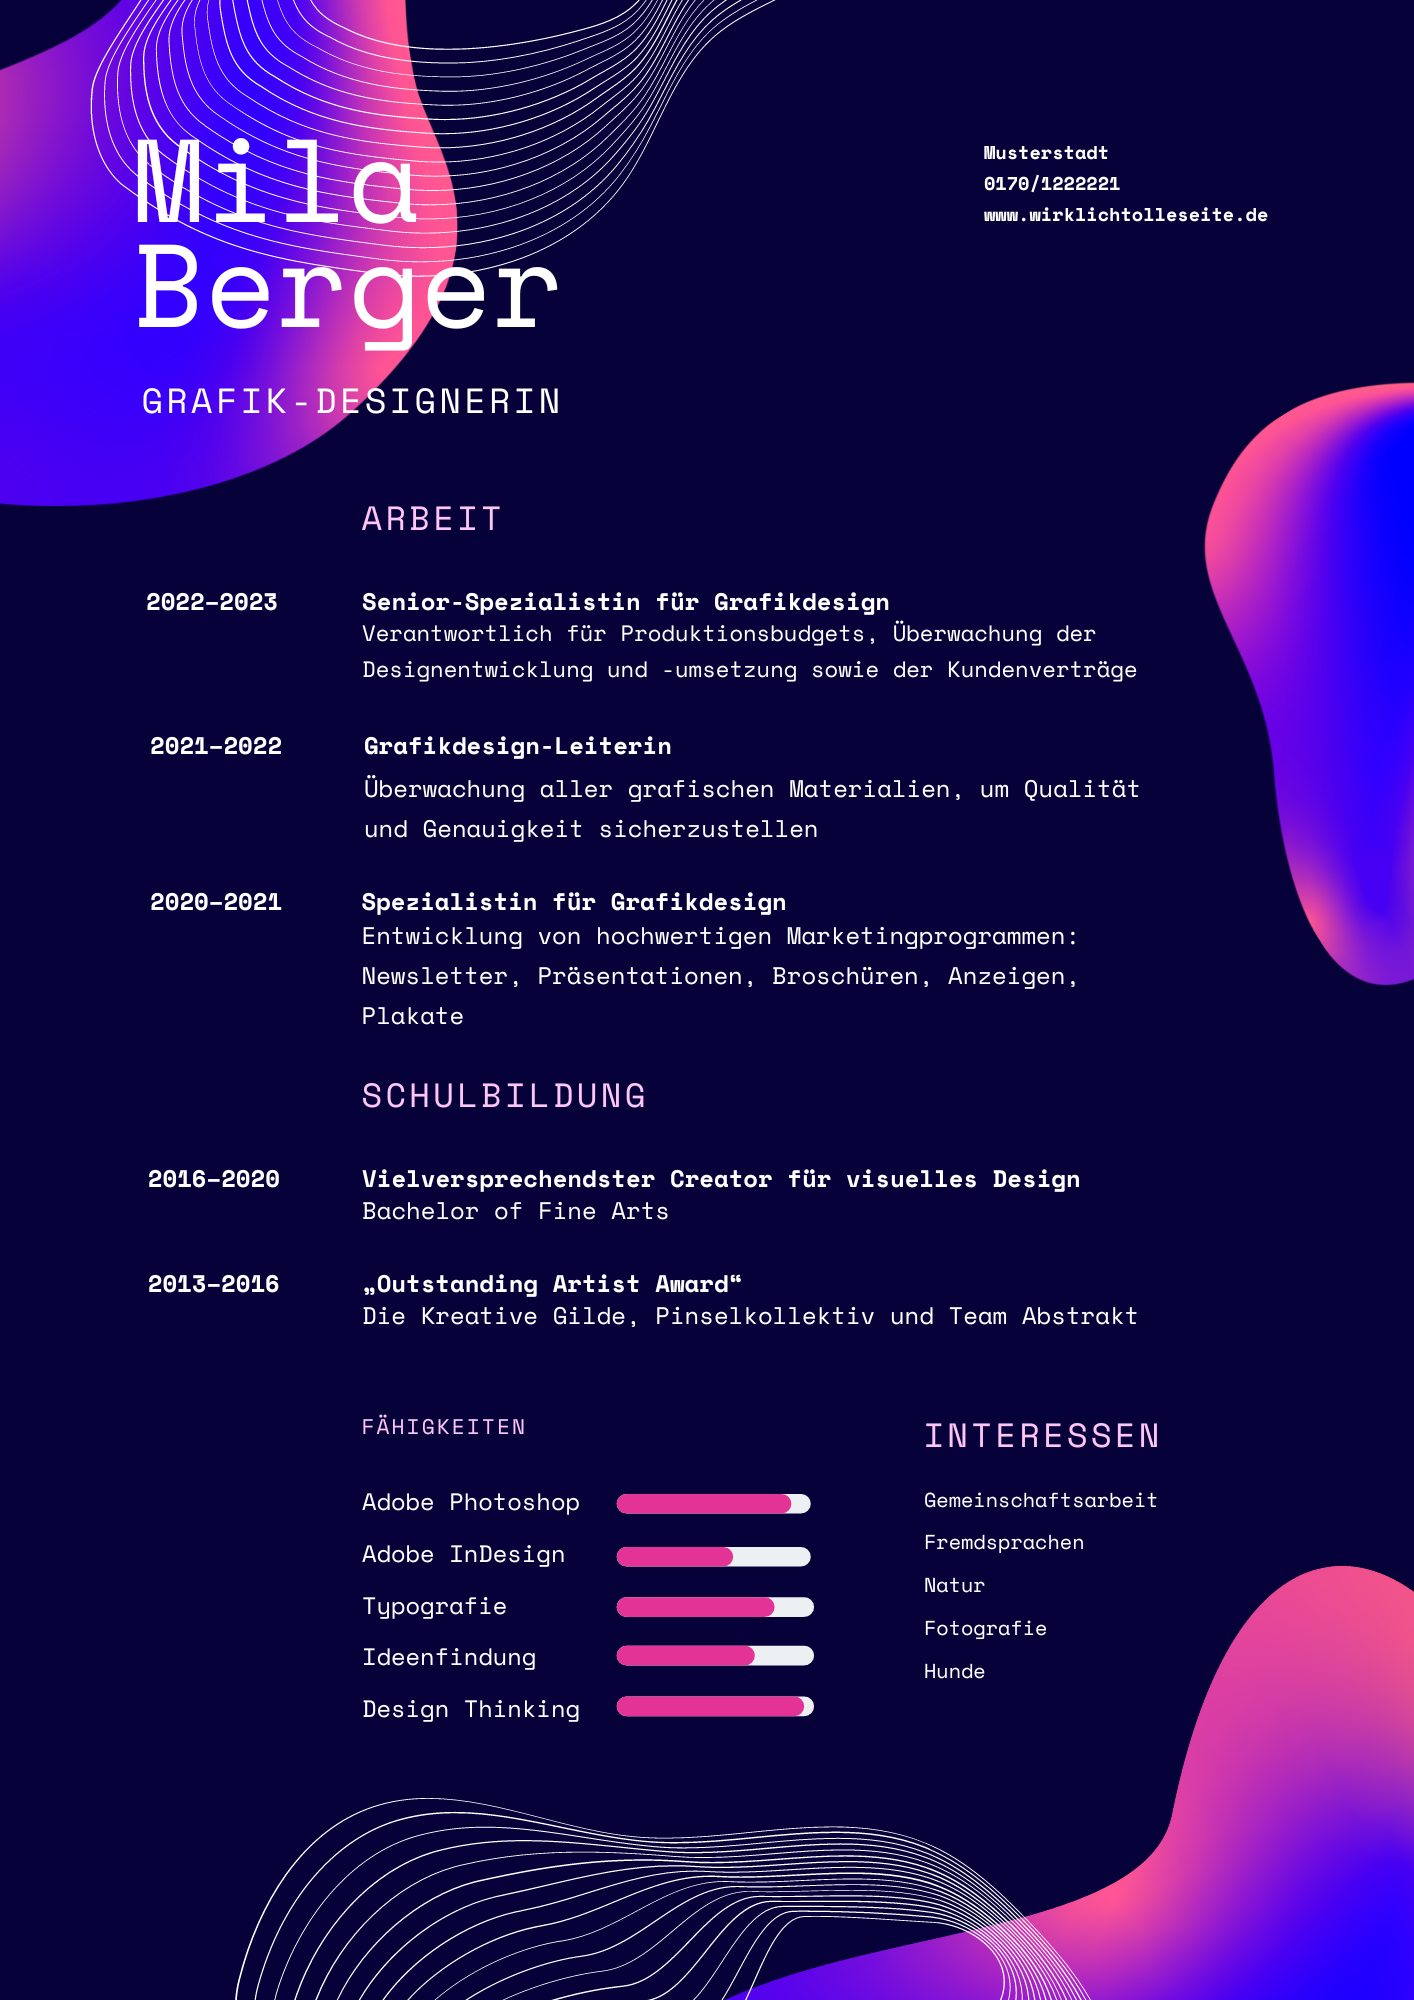 Mila
Berger
GRAFIK-DESIGNERIN
Musterstadt
0170/1222221
www.wirklichtolleseite.de
ARBEIT
2022–2023
Senior-Spezialistin für Grafikdesign
Verantwortlich für Produktionsbudgets, Überwachung der
Designentwicklung und -umsetzung sowie der Kundenverträge
2021–2022
Grafikdesign-Leiterin
Überwachung aller grafischen Materialien, um Qualität
und Genauigkeit sicherzustellen
2020–2021
Spezialistin für Grafikdesign
Entwicklung von hochwertigen Marketingprogrammen:
Newsletter, Präsentationen, Broschüren, Anzeigen,
Plakate
SCHULBILDUNG
2016–2020
Vielversprechendster Creator für visuelles Design
Bachelor of Fine Arts
2013–2016
„Outstanding Artist Award“
Die Kreative Gilde, Pinselkollektiv und Team Abstrakt
FÄHIGKEITEN
Adobe Photoshop
Adobe InDesign
Typografie
Ideenfindung
Design Thinking
INTERESSEN
Gemeinschaftsarbeit
Fremdsprachen
Natur
Fotografie
Hunde